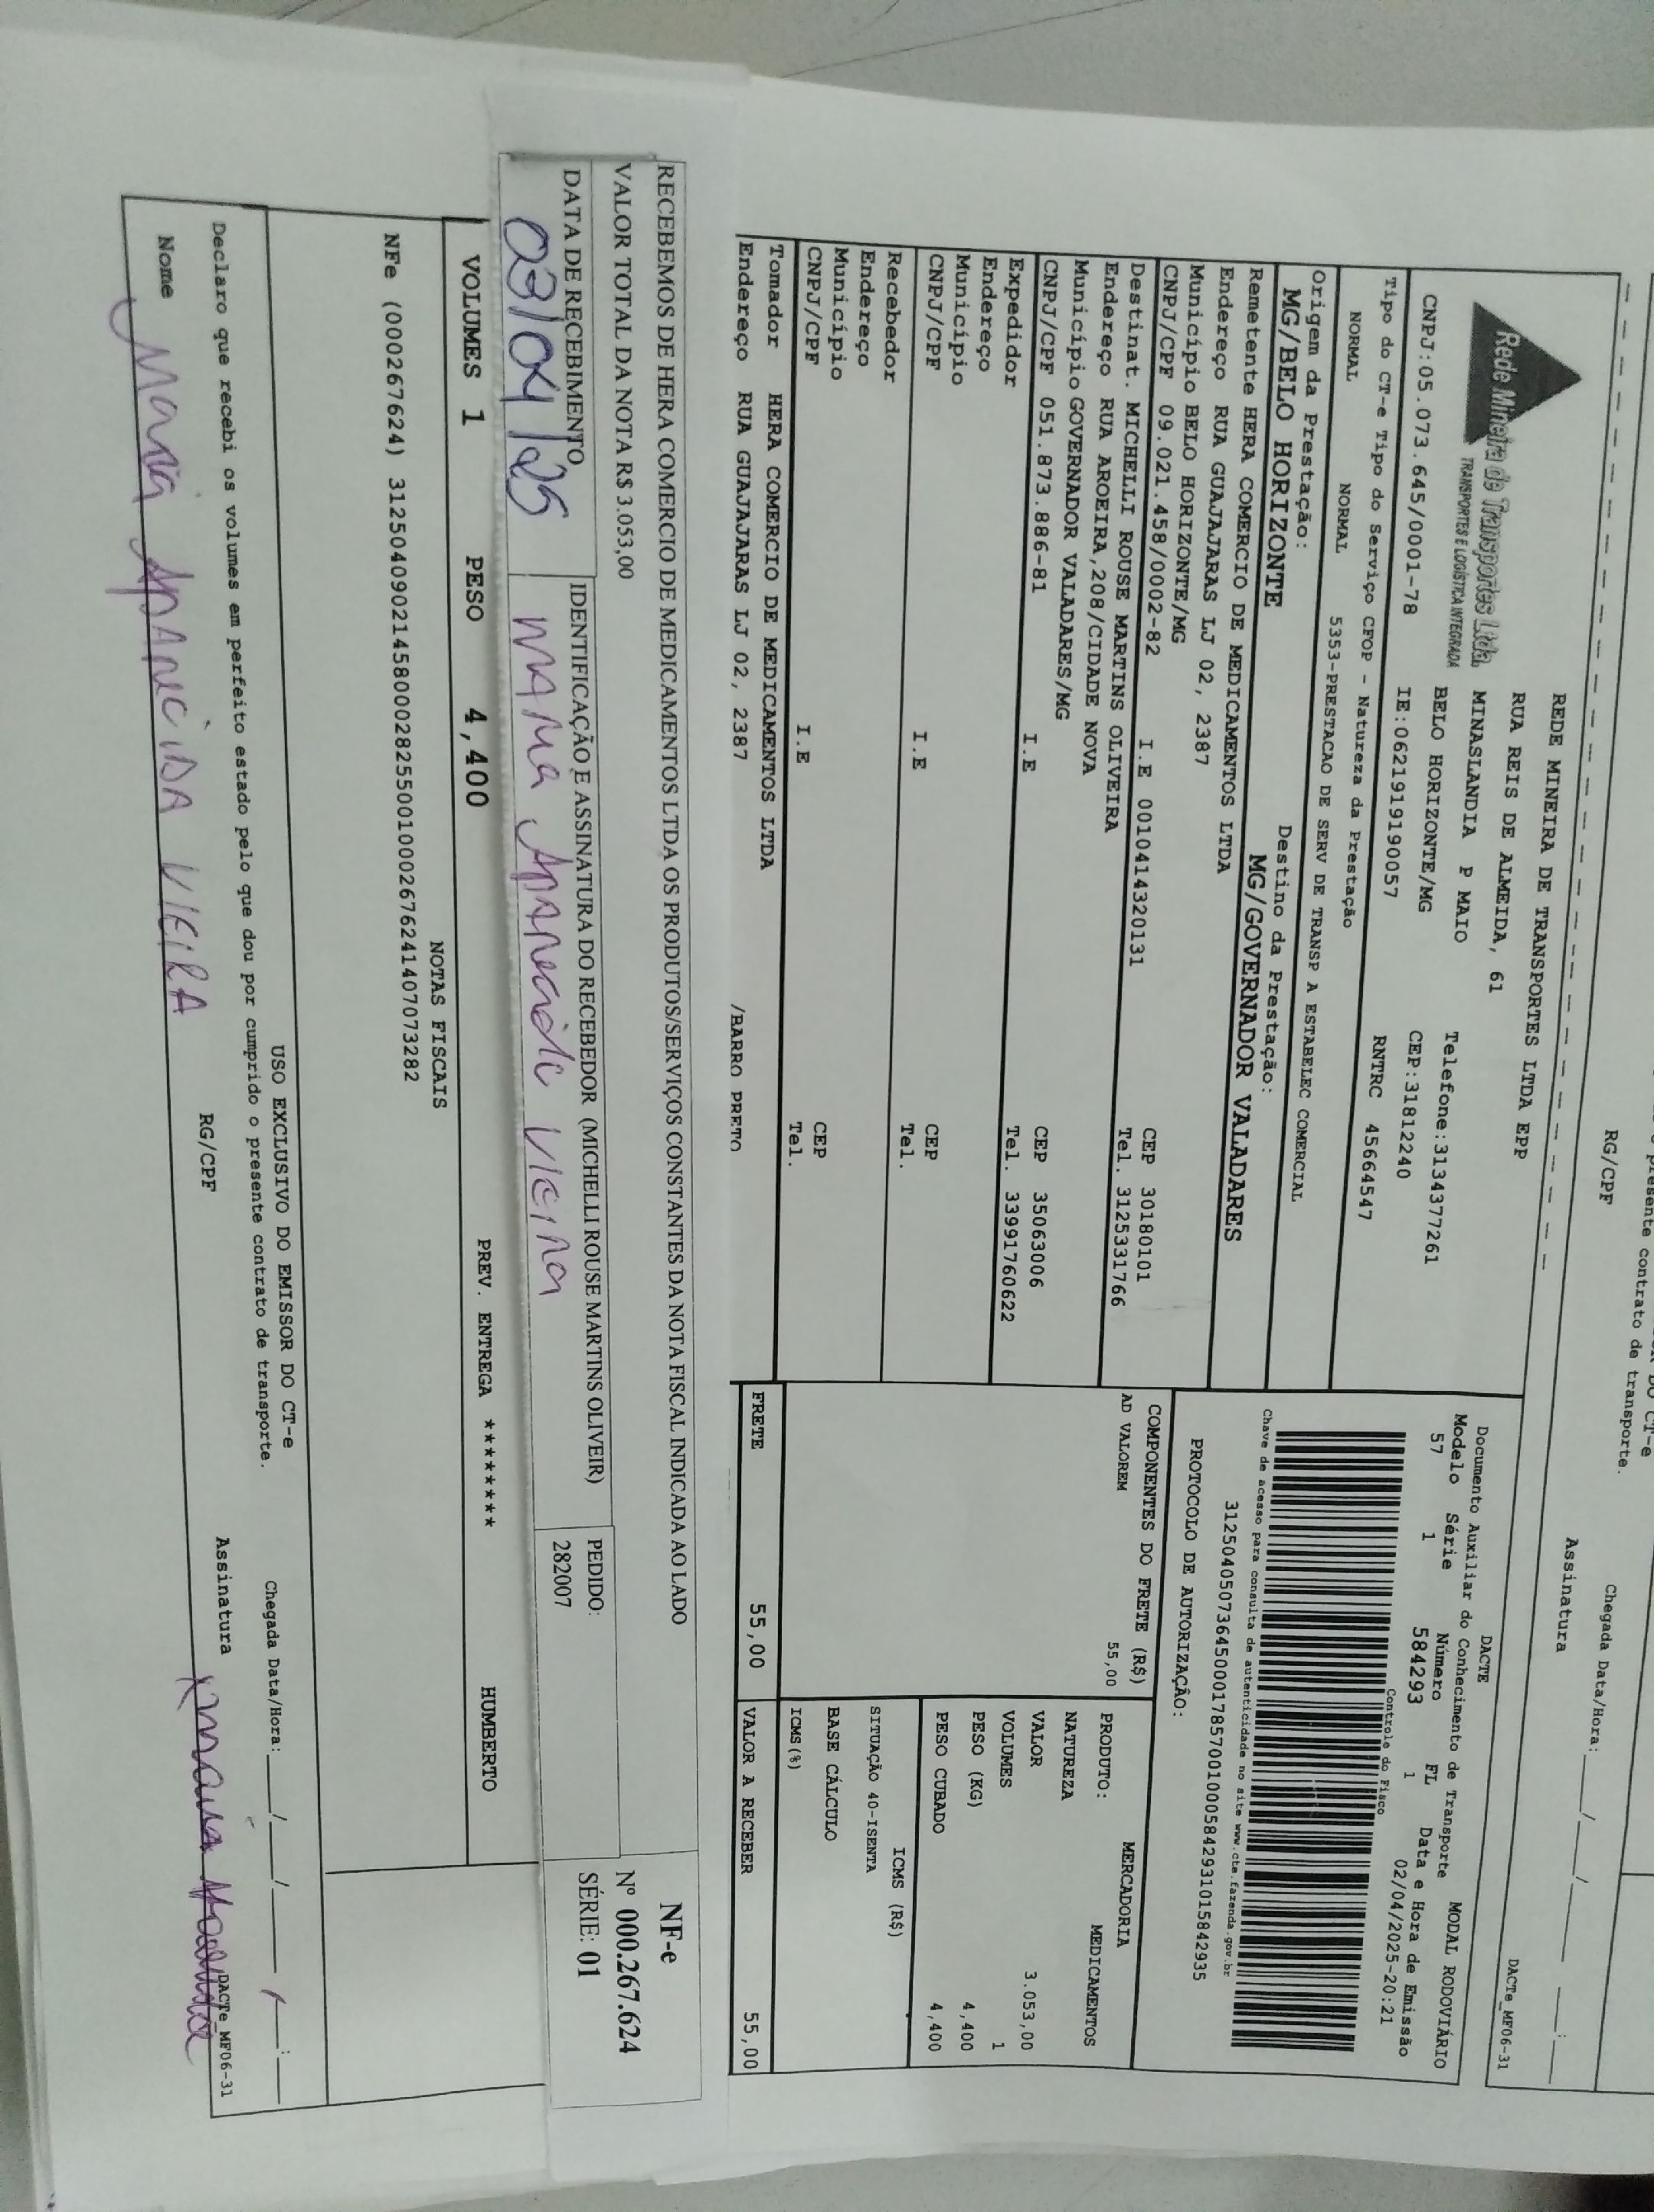 o presente contrato de transporte.
RG/CPF
Chegada Data/Hora:
Assinatura
DACTe_MF06-31
Rede Mineira de Transportes Ltda.
TRANSPORTES E LOGÍSTICA INTEGRADA
REDE MINEIRA DE TRANSPORTES LTDA EPP
RUA REIS DE ALMEIDA, 61
MINASLANDIA P MAIO
BELO HORIZONTE/MG
Telefone:3134377261
CEP:31812240
CNPJ:05.073.645/0001-78
IE:0621919190057
RNTRC 45664547
DACTE
Documento Auxiliar do Conhecimento de Transporte
MODAL RODOVIÁRIO
Modelo Série Número FL Data e Hora de Emissão
57 1 584293 1 02/04/2025-20:21
Controle do Fisco
Tipo do CT-e Tipo do Serviço CFOP - Natureza da Prestação
NORMAL NORMAL 5353-PRESTACAO DE SERV DE TRANSP A ESTABELEC COMERCIAL
Origem da Prestação: Destino da Prestação:
MG/BELO HORIZONTE MG/GOVERNADOR VALADARES
Chave de acesso para consulta de autenticidade no site www.cte.fazenda.gov.br
31250405073645000178570010005842931015842935
PROTOCOLO DE AUTORIZAÇÃO:
Remetente HERA COMERCIO DE MEDICAMENTOS LTDA
Endereço RUA GUAJAJARAS LJ 02, 2387
Município BELO HORIZONTE/MG CEP 30180101
CNPJ/CPF 09.021.458/0002-82 I.E 0010414320131 Tel. 3125331766
Destinat. MICHELLI ROUSE MARTINS OLIVEIRA
Endereço RUA AROEIRA,208/CIDADE NOVA
Município GOVERNADOR VALADARES/MG CEP 35063006
CNPJ/CPF 051.873.886-81 I.E Tel. 33991760622
Expedidor
Endereço
Município CEP
CNPJ/CPF I.E Tel.
Recebedor
Endereço
Município CEP
CNPJ/CPF I.E Tel.
Tomador HERA COMERCIO DE MEDICAMENTOS LTDA
Endereço RUA GUAJAJARAS LJ 02, 2387 /BARRO PRETO
COMPONENTES DO FRETE (R$)
AD VALOREM 55,00
FRETE 55,00
PRODUTO: MERCADORIA
NATUREZA MEDICAMENTOS
VALOR 3.053,00
VOLUMES 1
PESO (KG) 4,400
PESO CUBADO 4,400
ICMS (R$)
SITUAÇÃO 40-ISENTA
BASE CÁLCULO
ICMS(%)
VALOR A RECEBER 55,00
RECEBEMOS DE HERA COMERCIO DE MEDICAMENTOS LTDA OS PRODUTOS/SERVIÇOS CONSTANTES DA NOTA FISCAL INDICADA AO LADO
VALOR TOTAL DA NOTA R$ 3.053,00
DATA DE RECEBIMENTO
03/04/25
IDENTIFICAÇÃO E ASSINATURA DO RECEBEDOR (MICHELLI ROUSE MARTINS OLIVEIR)
Maria Aparecida Vieira
PEDIDO:
282007
NF-e
Nº 000.267.624
SÉRIE: 01
VOLUMES 1 PESO 4,400 PREV. ENTREGA ******** HUMBERTO
NOTAS FISCAIS
NFe (000267624) 31250409021458000282550010002676241407073282
USO EXCLUSIVO DO EMISSOR DO CT-e
Declaro que recebi os volumes em perfeito estado pelo que dou por cumprido o presente contrato de transporte.
Chegada Data/Hora:
Nome Maria Aparecida Vieira RG/CPF Assinatura
DACTe_MF06-31